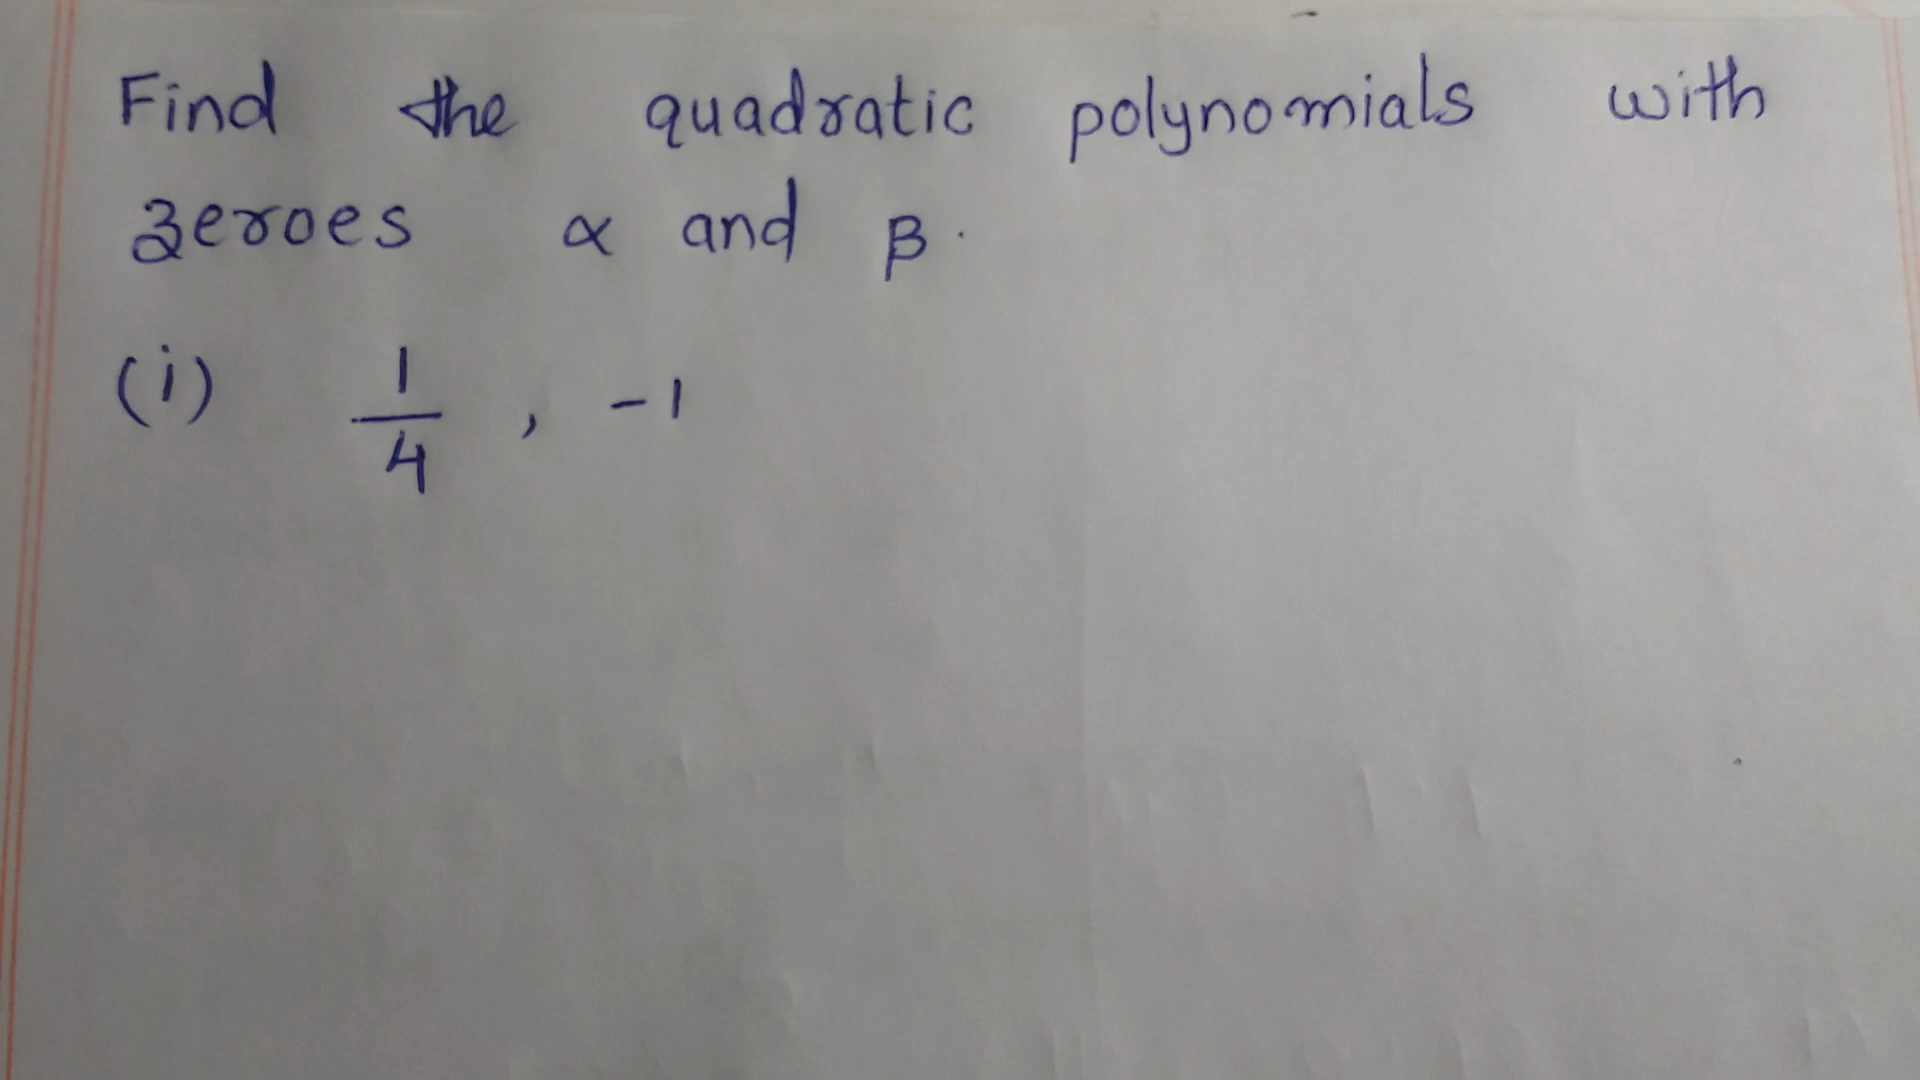 Find the quadratic polynomials with
zeroes α and β.
(i) 1/4, -1